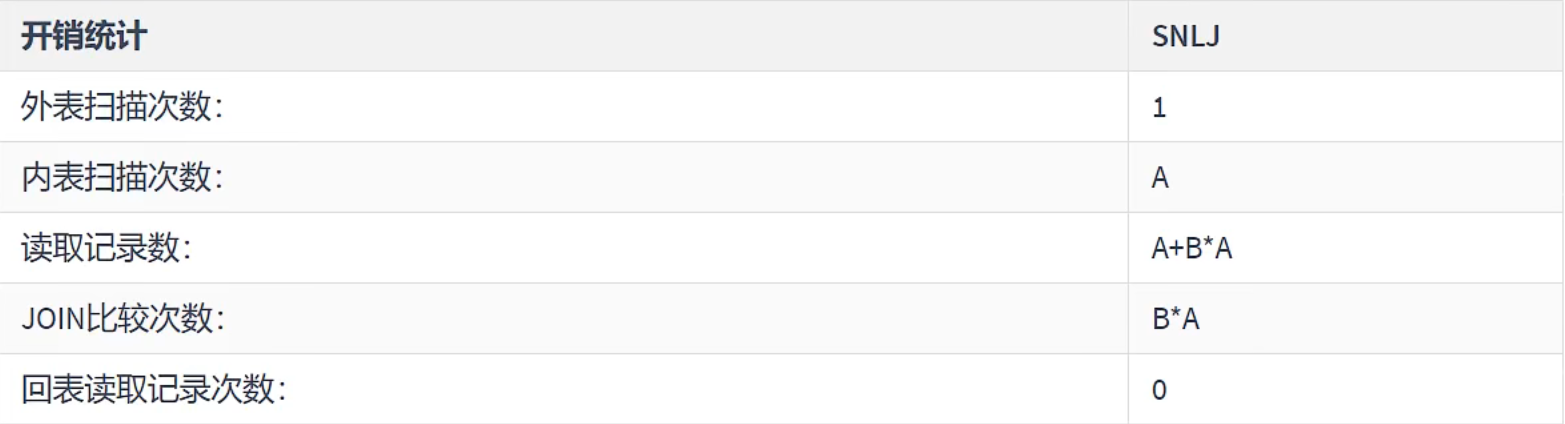 开销统计 SNLJ
外表扫描次数： 1
内表扫描次数： A
读取记录数： A+B*A
JOIN比较次数： B*A
回表读取记录次数： 0